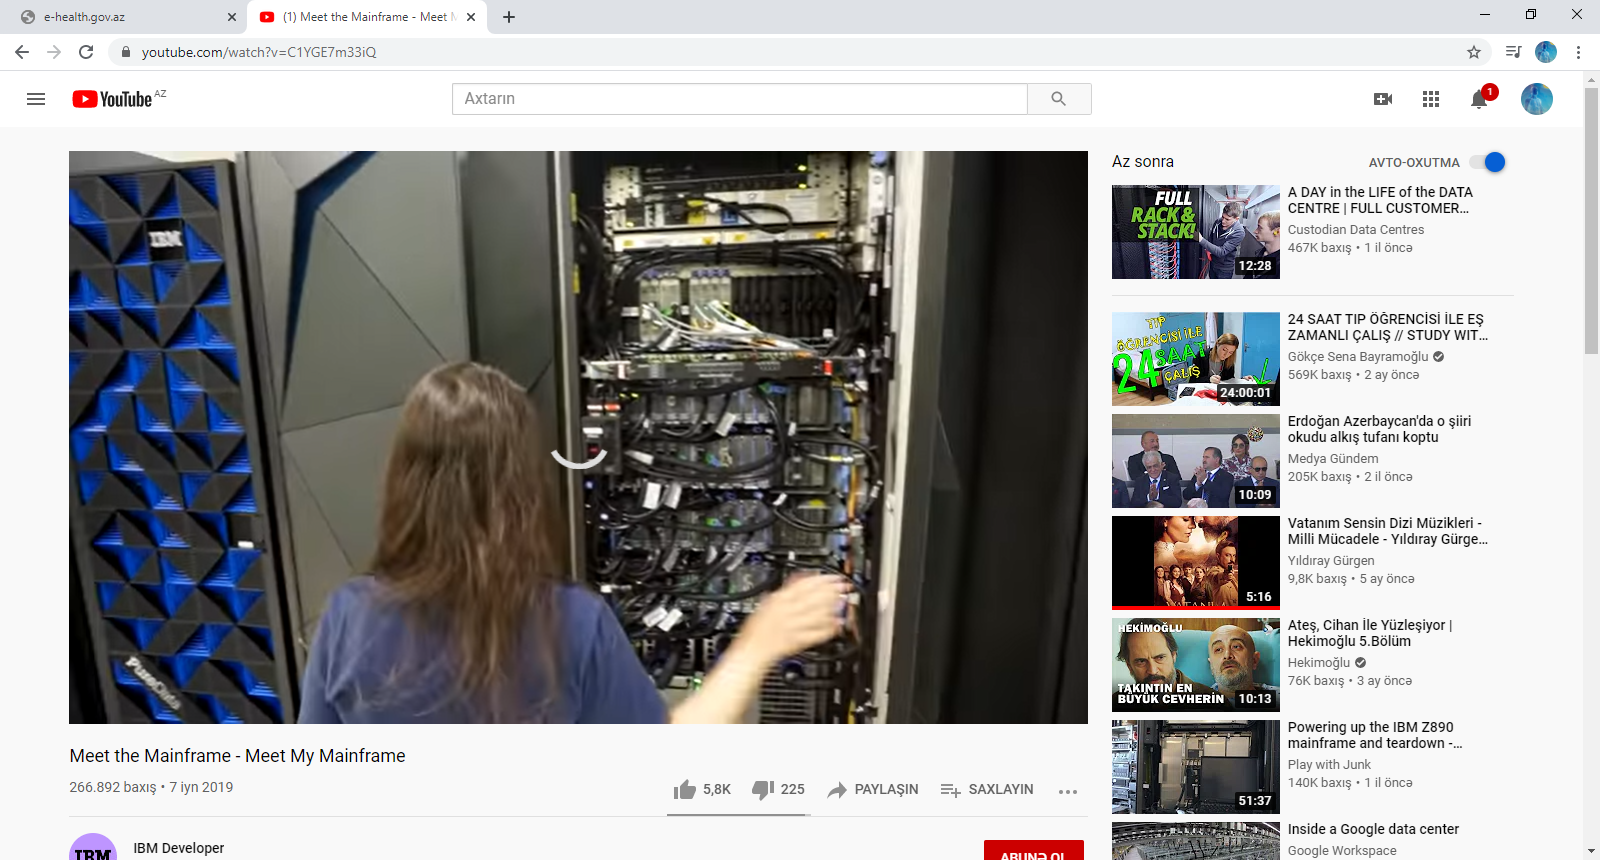 e-health.gov.az
(1) Meet the Mainframe - Meet M
youtube.com/watch?v=C1YGE7m33iQ
YouTube AZ
Axtarın
1
IBM
Meet the Mainframe - Meet My Mainframe
266.892 baxış • 7 iyn 2019
5,8K
225
PAYLAŞIN
SAXLAYIN
IBM
IBM Developer
ABUNƏ OL
Az sonra
AVTO-OXUTMA
FULL
RACK &
STACK!
12:28
A DAY in the LIFE of the DATA
CENTRE | FULL CUSTOMER...
Custodian Data Centres
467K baxış • 1 il öncə
TIP
ÖĞRENCİSİ İLE
24 SAAT
ÇALIŞ
24:00:01
24 SAAT TIP ÖĞRENCİSİ İLE EŞ
ZAMANLI ÇALIŞ // STUDY WIT...
Gökçe Sena Bayramoğlu
569K baxış • 2 ay öncə
10:09
Erdoğan Azerbaycan'da o şiiri
okudu alkış tufanı koptu
Medya Gündem
205K baxış • 2 il öncə
5:16
Vatanım Sensin Dizi Müzikleri -
Milli Mücadele - Yıldıray Gürge...
Yıldıray Gürgen
9,8K baxış • 5 ay öncə
HEKİMOĞLU
TAKINTIN EN
BÜYÜK CEVHERİN
10:13
Ateş, Cihan İle Yüzleşiyor |
Hekimoğlu 5.Bölüm
Hekimoğlu
76K baxış • 3 ay öncə
51:37
Powering up the IBM Z890
mainframe and teardown -...
Play with Junk
140K baxış • 1 il öncə
Inside a Google data center
Google Workspace